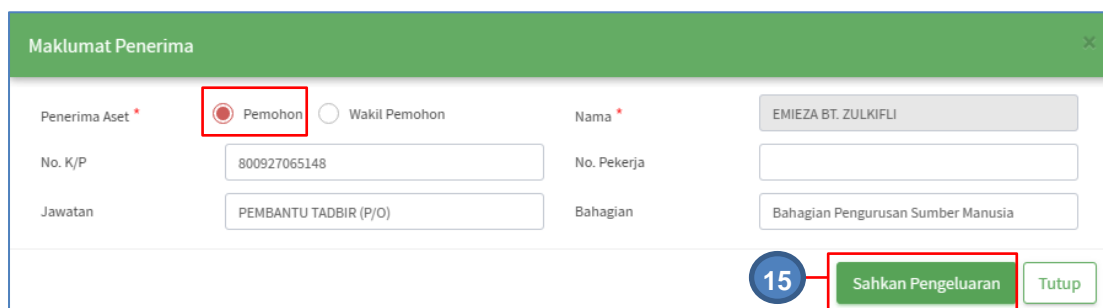 Maklumat Penerima ×
Penerima Aset * Pemohon Wakil Pemohon Nama * EMIEZA BT. ZULKIFLI
No. K/P 800927065148 No. Pekerja
Jawatan PEMBANTU TADBIR (P/O) Bahagian Bahagian Pengurusan Sumber Manusia
15 Sahkan Pengeluaran Tutup